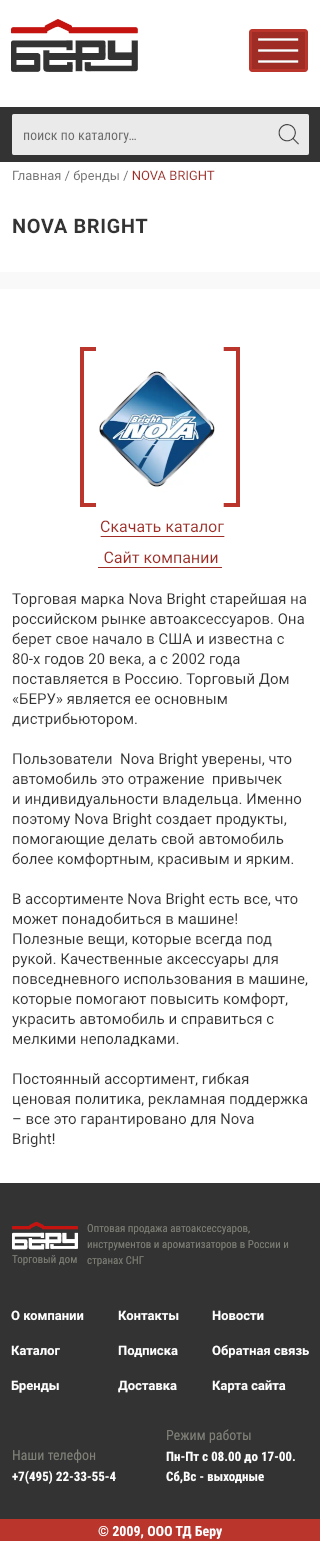 БЕРУ
поиск по каталогу...
Главная / бренды / NOVA BRIGHT
NOVA BRIGHT
Bright
NOVA
Скачать каталог
Сайт компании
Торговая марка Nova Bright старейшая на
российском рынке автоаксессуаров. Она
берет свое начало в США и известна с
80-х годов 20 века, а с 2002 года
поставляется в Россию. Торговый Дом
«БЕРУ» является ее основным
дистрибьютором.
Пользователи  Nova Bright уверены, что
автомобиль это отражение  привычек
и индивидуальности владельца. Именно
поэтому Nova Bright создает продукты,
помогающие делать свой автомобиль
более комфортным, красивым и ярким.
В ассортименте Nova Bright есть все, что
может понадобиться в машине!
Полезные вещи, которые всегда под
рукой. Качественные аксессуары для
повседневного использования в машине,
которые помогают повысить комфорт,
украсить автомобиль и справиться с
мелкими неполадками.
Постоянный ассортимент, гибкая
ценовая политика, рекламная поддержка
– все это гарантировано для Nova
Bright!
БЕРУ
Торговый дом
Оптовая продажа автоаксессуаров,
инструментов и ароматизаторов в России и
странах СНГ
О компании Контакты Новости
Каталог Подписка Обратная связь
Бренды Доставка Карта сайта
Наши телефон
+7(495) 22-33-55-4
Режим работы
Пн-Пт с 08.00 до 17-00.
Сб,Вс - выходные
© 2009, ООО ТД Беру